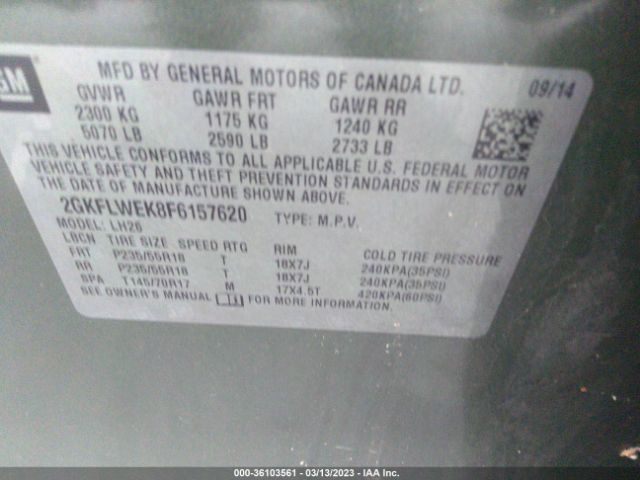 GM
MFD BY GENERAL MOTORS OF CANADA LTD. 09/14
GVWR GAWR FRT GAWR RR
2300 KG 1175 KG 1240 KG
5070 LB 2590 LB 2733 LB
THIS VEHICLE CONFORMS TO ALL APPLICABLE U.S. FEDERAL MOTOR
VEHICLE SAFETY AND THEFT PREVENTION STANDARDS IN EFFECT ON
THE DATE OF MANUFACTURE SHOWN ABOVE.
2GKFLWEK8F6157620 TYPE: M.P.V.
MODEL: LH26
LBCN TIRE SIZE SPEED RTG RIM COLD TIRE PRESSURE
FRT P235/55R18 T 18X7J 240KPA(35PSI)
RR P235/55R18 T 18X7J 240KPA(35PSI)
SPA T145/70R17 M 17X4.5T 420KPA(60PSI)
SEE OWNER'S MANUAL FOR MORE INFORMATION.
000-36103561 — 03/13/2023 — IAA Inc.